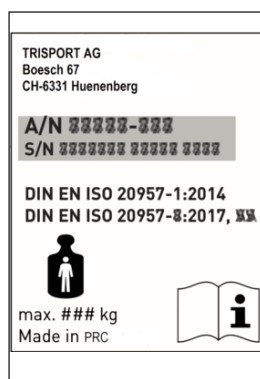 TRISPORT AG
Boesch 67
CH-6331 Huenenberg
A/N
S/N
DIN EN ISO 20957-1:2014
DIN EN ISO 20957-8:2017,
max. ### kg
Made in PRC
i